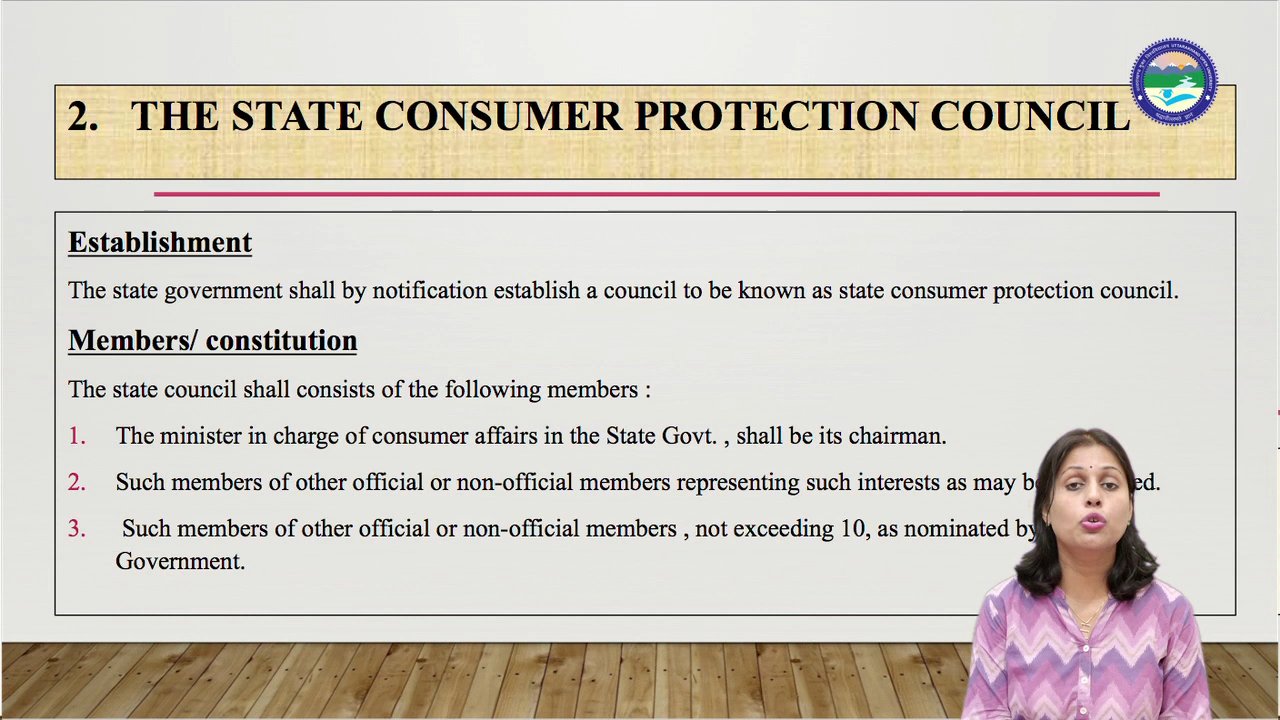 2. THE STATE CONSUMER PROTECTION COUNCIL
Establishment
The state government shall by notification establish a council to be known as state consumer protection council.
Members/ constitution
The state council shall consists of the following members :
1. The minister in charge of consumer affairs in the State Govt. , shall be its chairman.
2. Such members of other official or non-official members representing such interests as may
3. Such members of other official or non-official members , not exceeding 10, as nominated by
Government.